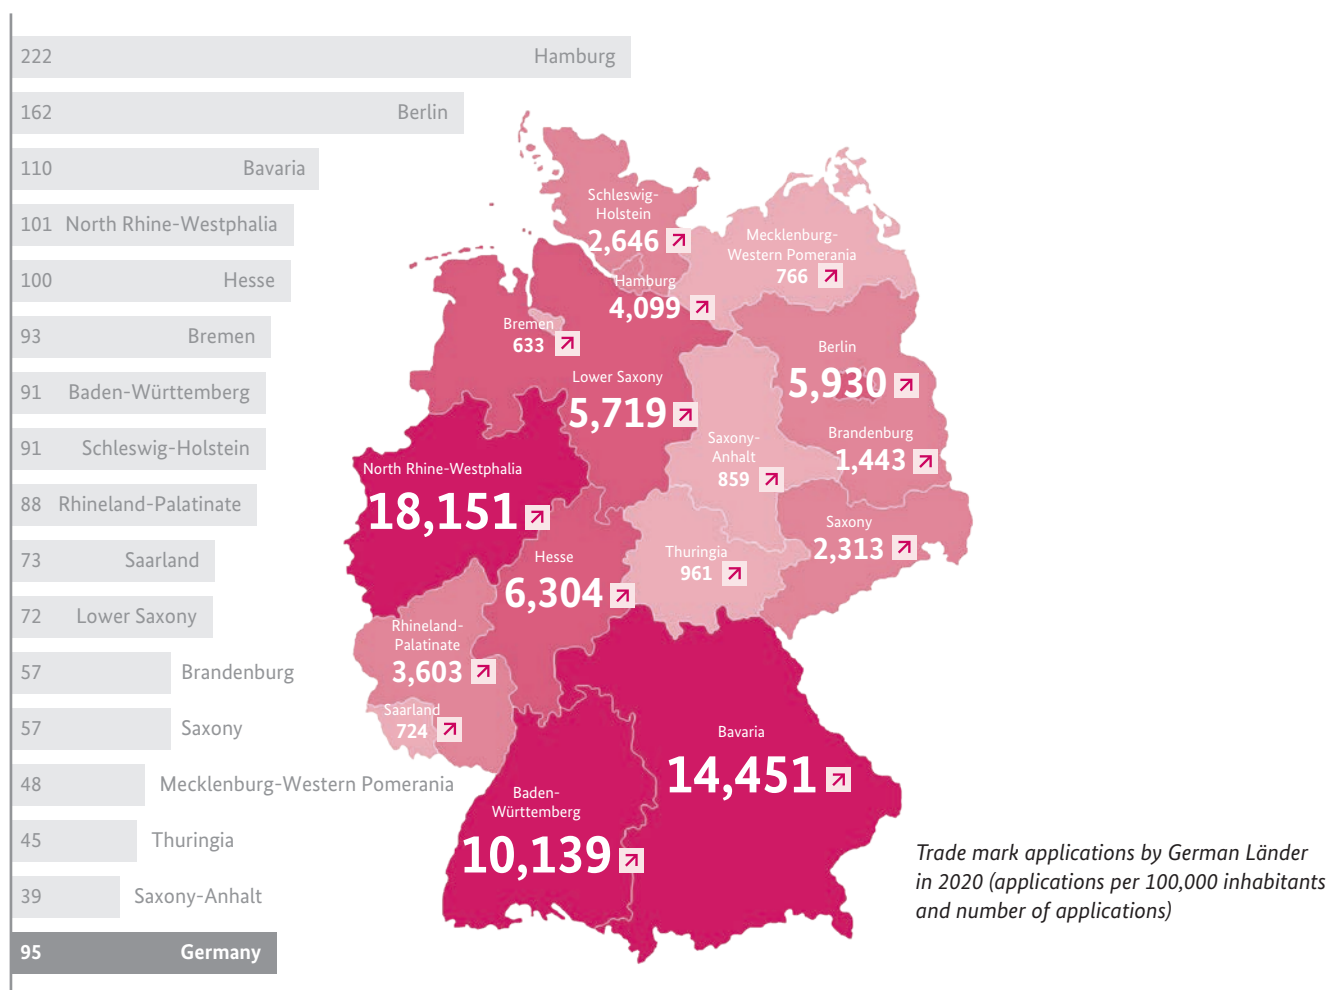 222 Hamburg
162 Berlin
110 Bavaria
101 North Rhine-Westphalia
100 Hesse
93 Bremen
91 Baden-Württemberg
91 Schleswig-Holstein
88 Rhineland-Palatinate
73 Saarland
72 Lower Saxony
57 Brandenburg
57 Saxony
48 Mecklenburg-Western Pomerania
45 Thuringia
39 Saxony-Anhalt
95 Germany
Schleswig-
Holstein
2,646
Mecklenburg-
Western Pomerania
766
Hamburg
4,099
Bremen
633
Berlin
5,930
Lower Saxony
5,719
Brandenburg
1,443
Saxony-
Anhalt
859
North Rhine-Westphalia
18,151
Saxony
2,313
Thuringia
961
Hesse
6,304
Rhineland-
Palatinate
3,603
Saarland
724
Bavaria
14,451
Baden-
Württemberg
10,139
Trade mark applications by German Länder
in 2020 (applications per 100,000 inhabitants
and number of applications)